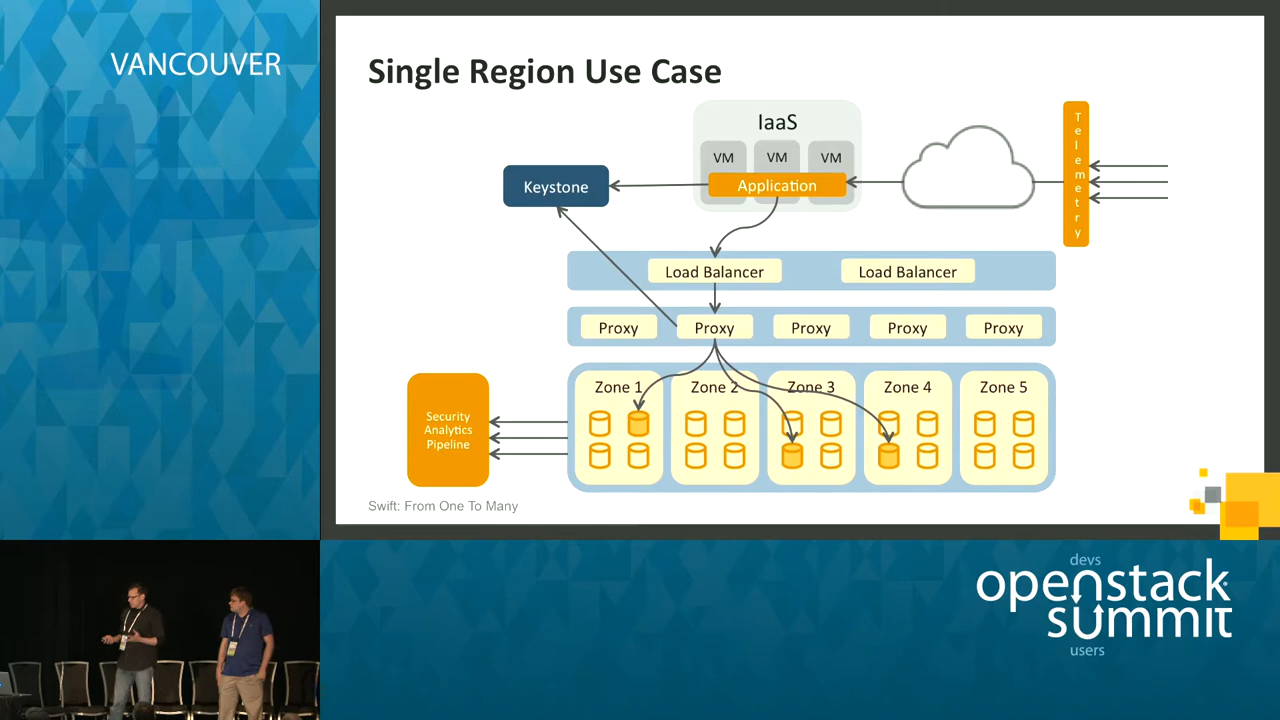 VANCOUVER
Single Region Use Case
IaaS
VM VM VM
Application
Keystone
Telemetry
Load Balancer Load Balancer
Proxy Proxy Proxy Proxy Proxy
Zone 1 Zone 2 Zone 3 Zone 4 Zone 5
Security
Analytics
Pipeline
Swift: From One To Many
devs
openstack
summit
users